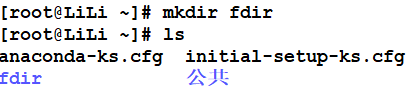 [root@LiLi ~]# mkdir fdir
[root@LiLi ~]# ls
anaconda-ks.cfg  initial-setup-ks.cfg
fdir             公共